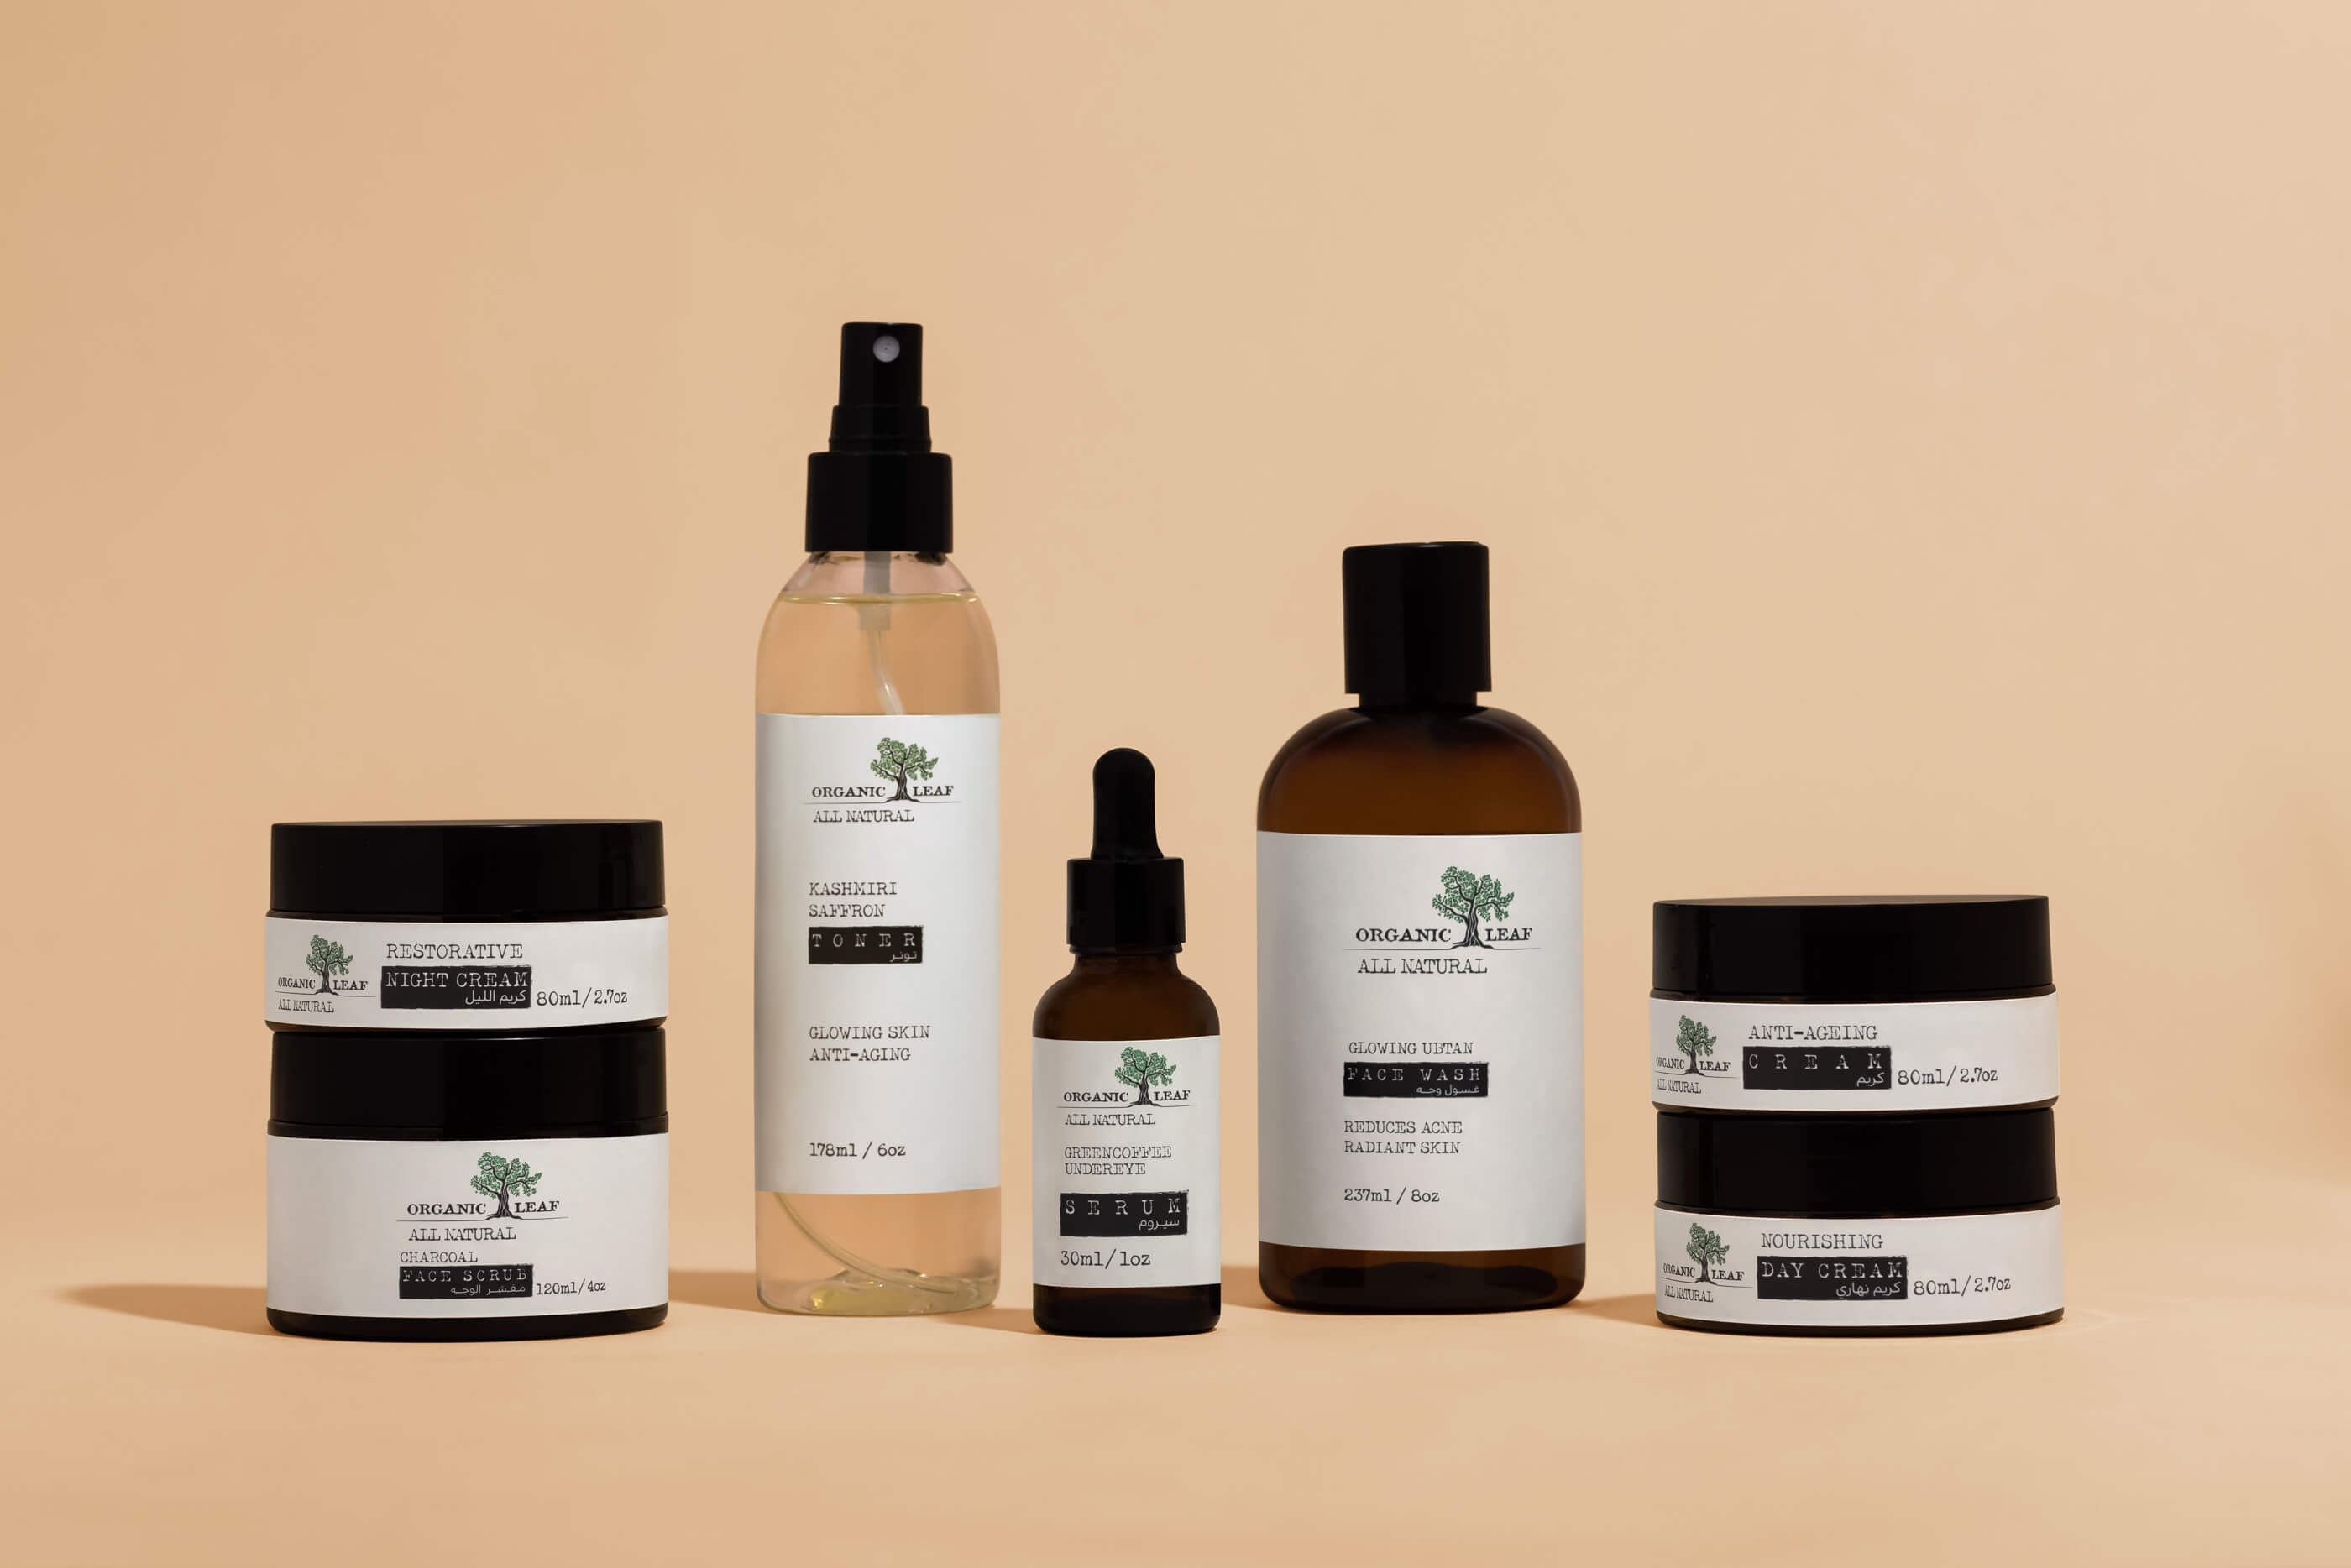 ORGANIC LEAF
ALL NATURAL
RESTORATIVE
NIGHT CREAM
كريم الليل
80ml/2.7oz
ORGANIC LEAF
ALL NATURAL
CHARCOAL
FACE SCRUB
مقشر الوجه
120ml/4oz
ORGANIC LEAF
ALL NATURAL
KASHMIRI
SAFFRON
TONER
تونر
GLOWING SKIN
ANTI-AGING
178ml / 6oz
ORGANIC LEAF
ALL NATURAL
GREENCOFFEE
UNDEREYE
SERUM
سيروم
30ml/1oz
ORGANIC LEAF
ALL NATURAL
GLOWING UBTAN
FACE WASH
غسول وجه
REDUCES ACNE
RADIANT SKIN
237ml / 8oz
ORGANIC LEAF
ALL NATURAL
ANTI-AGEING
CREAM
كريم
80ml/2.7oz
ORGANIC LEAF
ALL NATURAL
NOURISHING
DAY CREAM
كريم نهاري
80ml/2.7oz